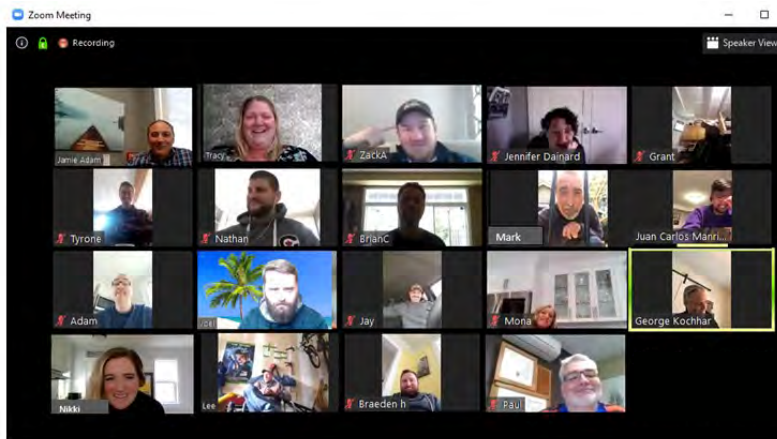 Zoom Meeting
Recording
Speaker View
Jamie Adam
Tracy
ZackA
Jennifer Dainard
Grant
Tyrone
Nathan
BrianC
Mark
Juan Carlos Manri...
Adam
Joel
Jay
Mona
George Kochhar
Nikki
Lee
Braeden h
Paul